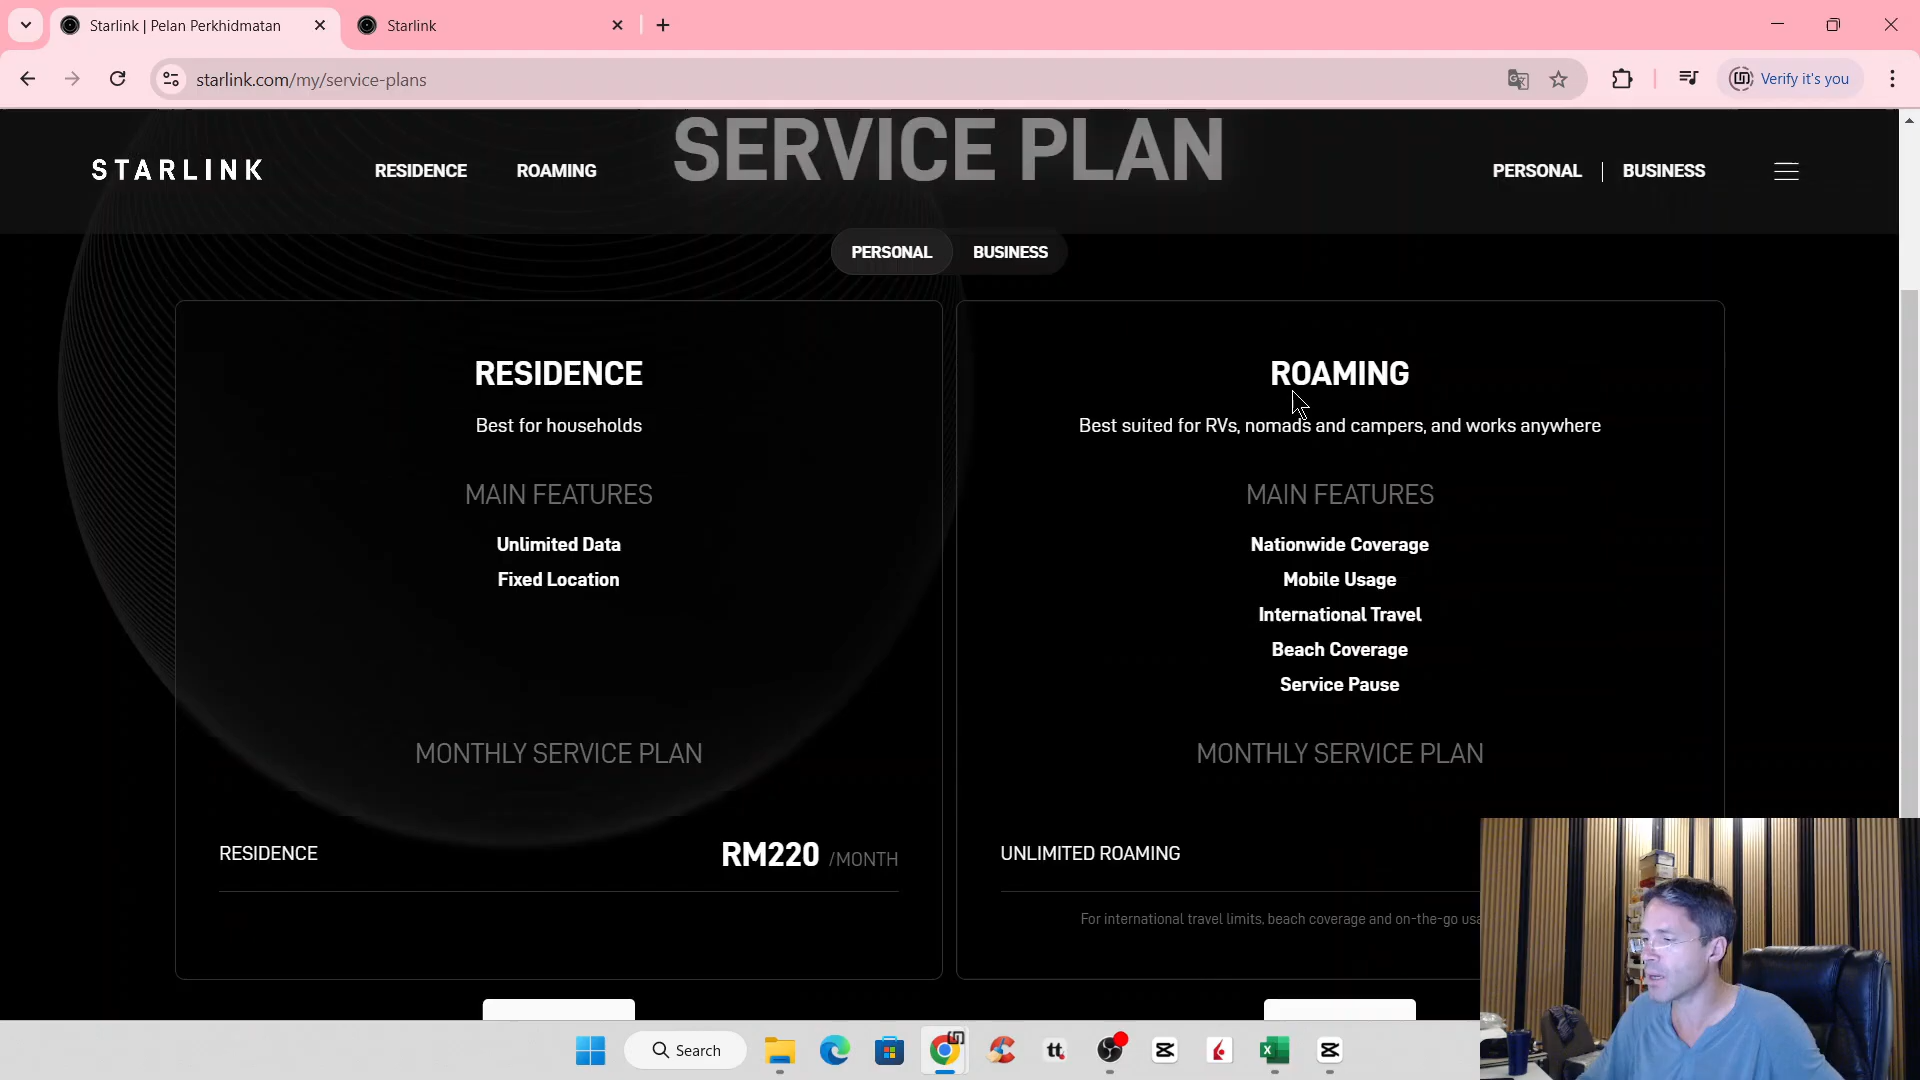 Starlink | Pelan Perkhidmatan
Starlink
starlink.com/my/service-plans
Verify it's you
SERVICE PLAN
STARLINK
RESIDENCE
ROAMING
PERSONAL
BUSINESS
PERSONAL
BUSINESS
RESIDENCE
Best for households
MAIN FEATURES
Unlimited Data
Fixed Location
MONTHLY SERVICE PLAN
RESIDENCE
RM220 /MONTH
ROAMING
Best suited for RVs, nomads and campers, and works anywhere
MAIN FEATURES
Nationwide Coverage
Mobile Usage
International Travel
Beach Coverage
Service Pause
MONTHLY SERVICE PLAN
UNLIMITED ROAMING
For international travel limits, beach coverage and on-the-go
Search
tt